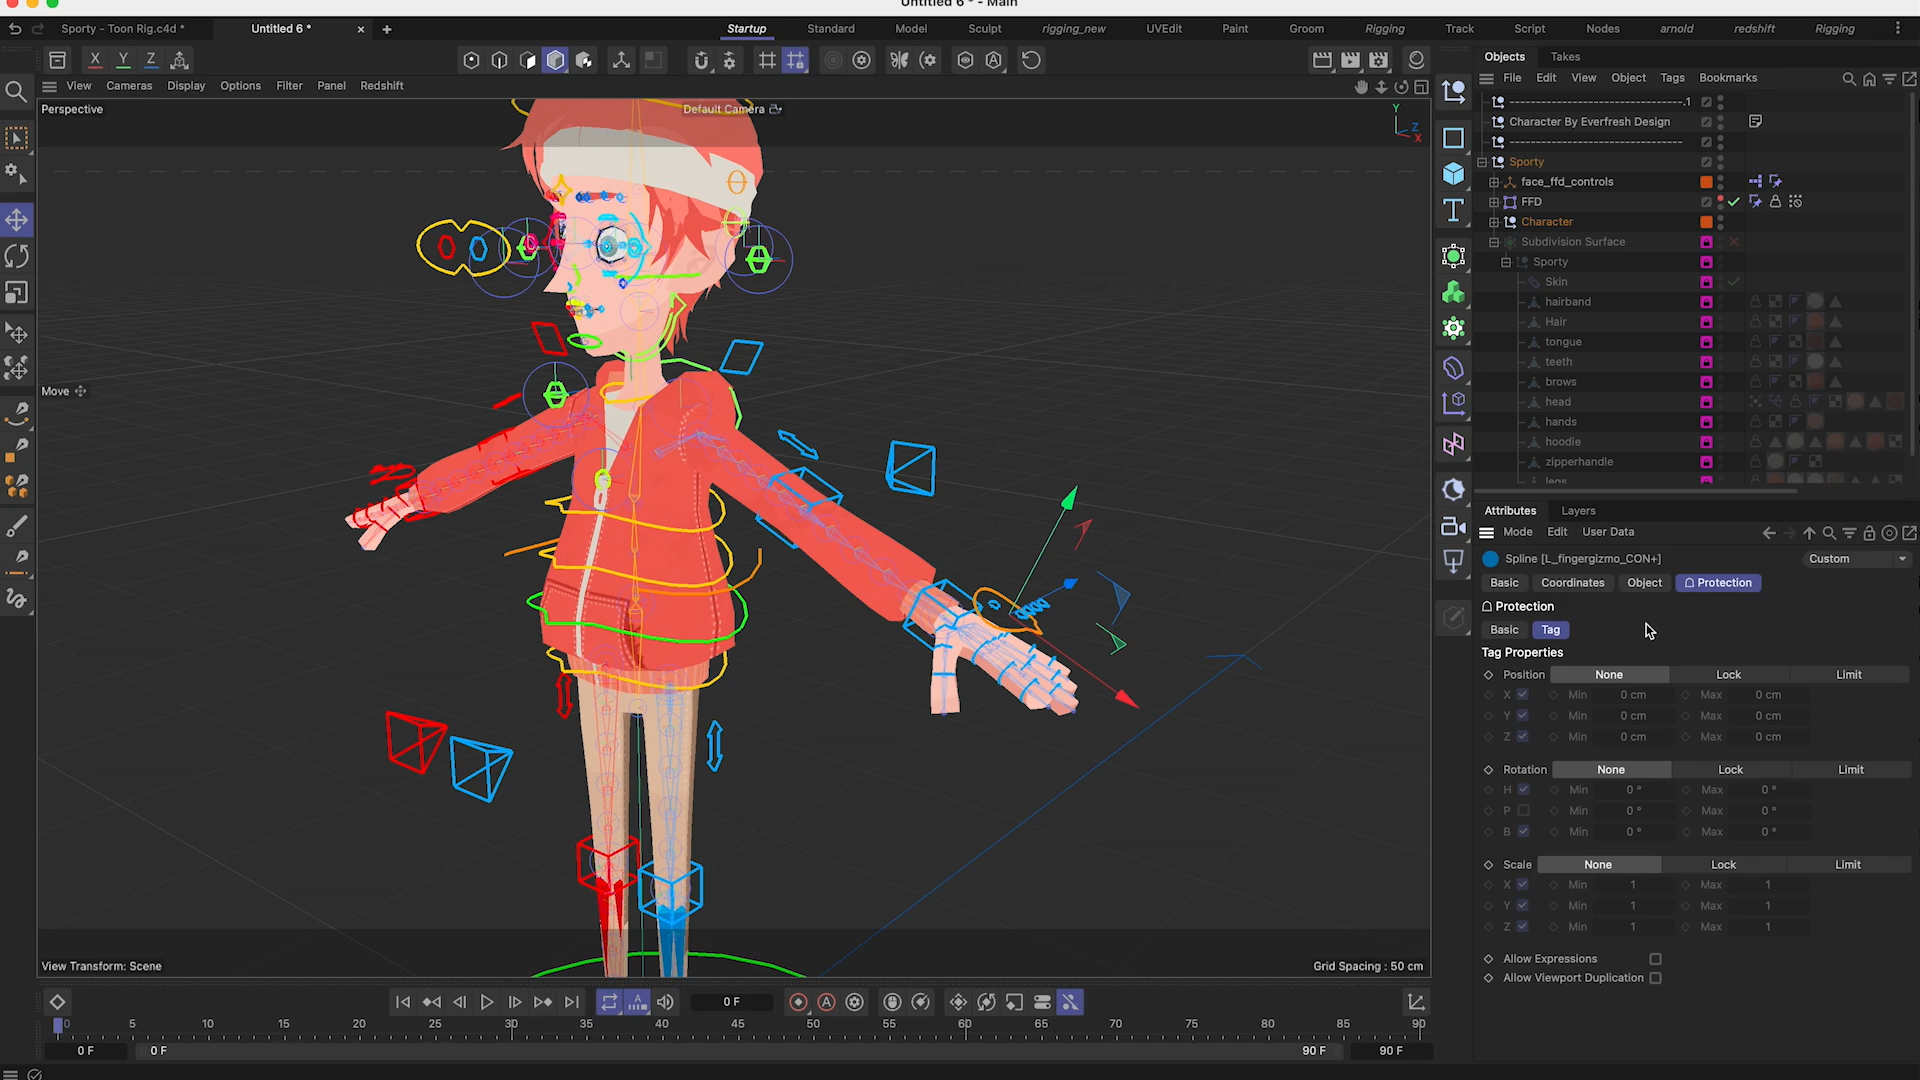 Untitled 6 * - Main
Sporty - Toon Rig.c4d *
Untitled 6 *
Startup
Standard
Model
Sculpt
rigging_new
UVEdit
Paint
Groom
Rigging
Track
Script
Nodes
arnold
redshift
Rigging
X
Y
Z
Objects
Takes
View
Cameras
Display
Options
Filter
Panel
Redshift
File
Edit
View
Object
Tags
Bookmarks
Perspective
Default Camera
Y
Z
X
Move
View Transform: Scene
Grid Spacing : 50 cm
---------------------------------.1
Character By Everfresh Design
---------------------------------
Sporty
face_ffd_controls
FFD
Character
Subdivision Surface
Sporty
Skin
hairband
Hair
tongue
teeth
brows
head
hands
hoodie
zipperhandle
legs
Attributes
Layers
Mode
Edit
User Data
Spline [L_fingergizmo_CON+]
Custom
Basic
Coordinates
Object
Protection
Protection
Basic
Tag
Tag Properties
Position None Lock Limit
X Min 0 cm Max 0 cm
Y Min 0 cm Max 0 cm
Z Min 0 cm Max 0 cm
Rotation None Lock Limit
H Min 0 ° Max 0 °
P Min 0 ° Max 0 °
B Min 0 ° Max 0 °
Scale None Lock Limit
X Min 1 Max 1
Y Min 1 Max 1
Z Min 1 Max 1
Allow Expressions
Allow Viewport Duplication
0 F
0 5 10 15 20 25 30 35 40 45 50 55 60 65 70 75 80 85 90
0 F
0 F
90 F
90 F